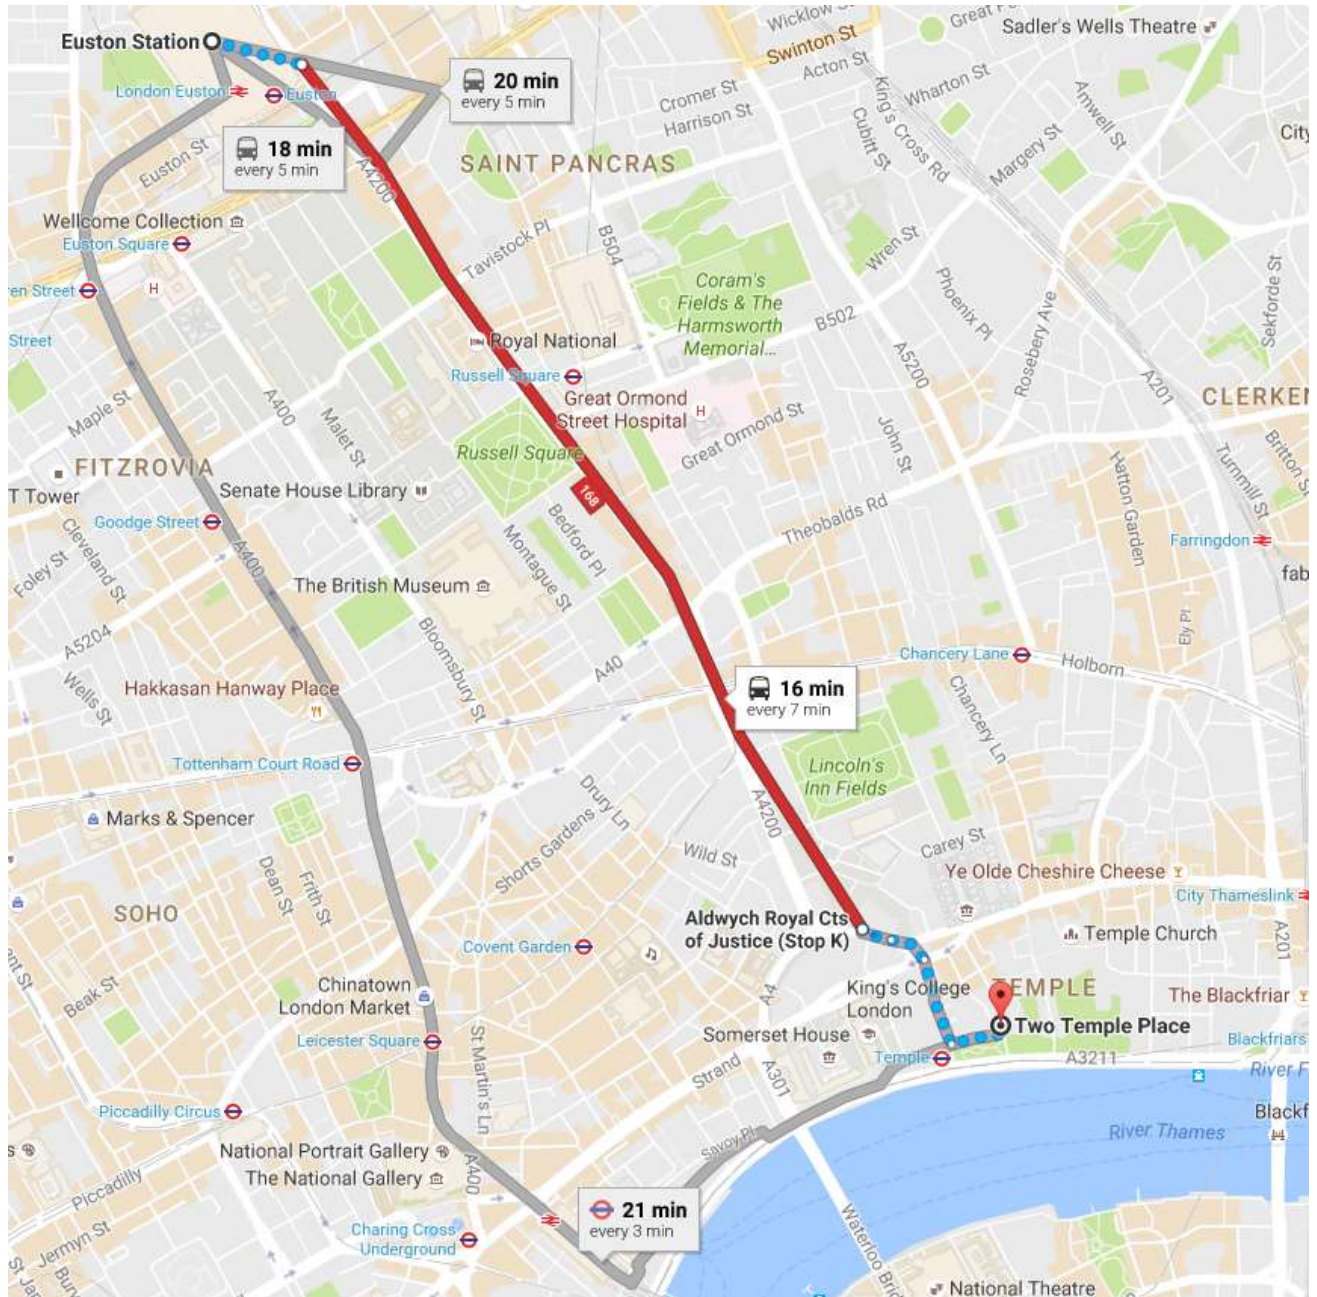 Wicklow St
Great P
Sadler's Wells Theatre
Euston Station
Swinton St
Acton St
London Euston
Euston
20 min
every 5 min
Cromer St
Harrison St
King's Cross Rd
Wharton St
Amwell St
Cubitt St
City
18 min
every 5 min
Euston St
A4200
SAINT PANCRAS
Margery St
Wellcome Collection
Euston Square
Tavistock Pl
B504
Wren St
Phoenix Pl
Coram's
Fields & The
Harmsworth
Memorial...
Sekforde St
ren Street
H
B502
Rosebery Ave
Street
Royal National
Russell Square
A5200
A201
Great Ormond
Street Hospital
H
CLERKEN
Maple St
A400
Malet St
Great Ormond St
John St
Britton St
Russell Square
FITZROVIA
T Tower
Senate House Library
168
Hatton Garden
Turnmill St
Goodge Street
Cleveland St
A400
Bedford Pl
Montague St
Theobalds Rd
Farringdon
Foley St
The British Museum
fab
A5204
Bloomsbury St
Ely Pl
Wells St
A40
Chancery Lane
Holborn
Hakkasan Hanway Place
16 min
every 7 min
Chancery Ln
Tottenham Court Road
Lincoln's
Inn Fields
Marks & Spencer
Drury Ln
A4200
Shorts Gardens
Wild St
Carey St
Dean St
Frith St
Ye Olde Cheshire Cheese
City Thameslink
SOHO
Aldwych Royal Cts
of Justice (Stop K)
Covent Garden
Temple Church
A201
ent St
Beak St
Chinatown
London Market
A4
King's College
London
TEMPLE
The Blackfriar
Two Temple Place
Leicester Square
St Martin's Ln
Somerset House
Temple
A3211
Blackfriars
Strand
A301
River F
Piccadilly Circus
Savoy Pl
River Thames
Blackf
s
National Portrait Gallery
The National Gallery
A400
Piccadilly
21 min
every 3 min
Charing Cross
Underground
Jermyn St
Waterloo Brid
St Jam
Bury
National Theatre